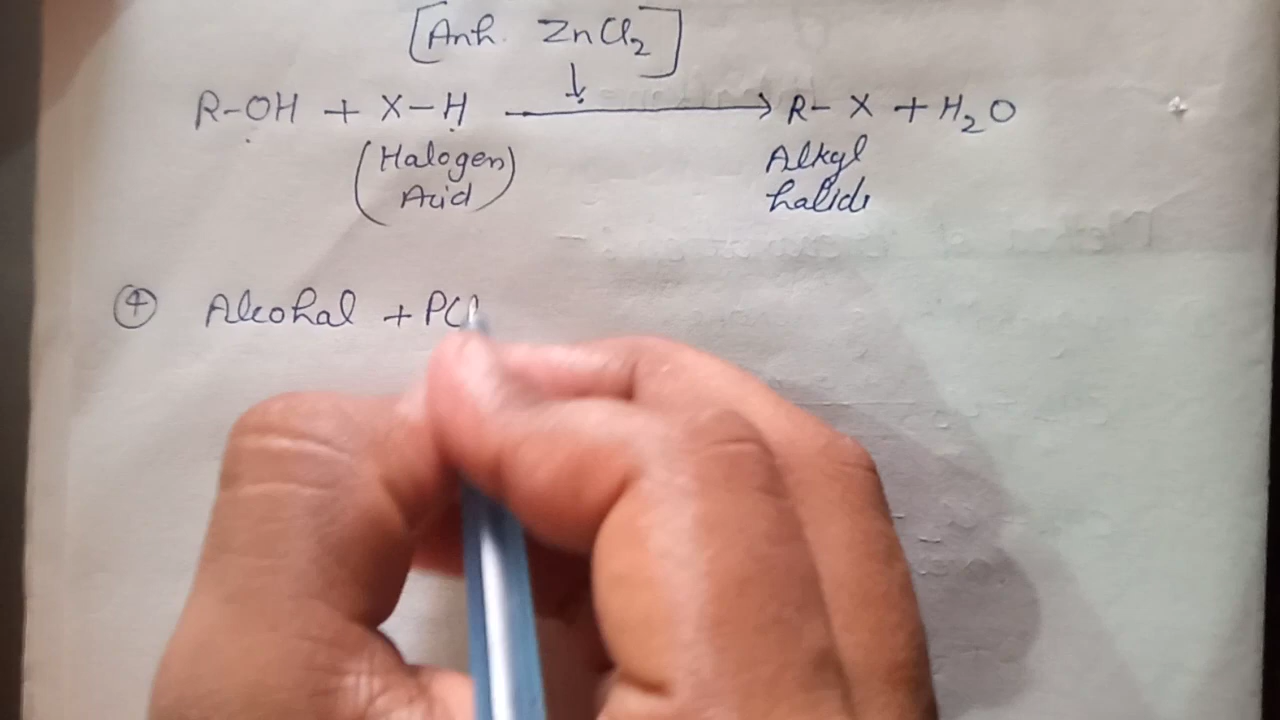 [Anh. ZnCl₂]
↓
R-OH + X-H ⟶ R-X + H₂O
(Halogen Acid) Alkyl halide
④ Alcohal + PCl